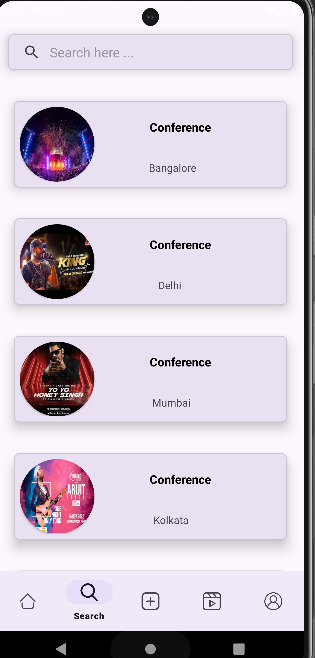 Search here ...
Conference
Bangalore
Conference
KING
Delhi
Conference
YO YO
HONEY SINGH
Mumbai
Conference
ARIJIT
Kolkata
Search